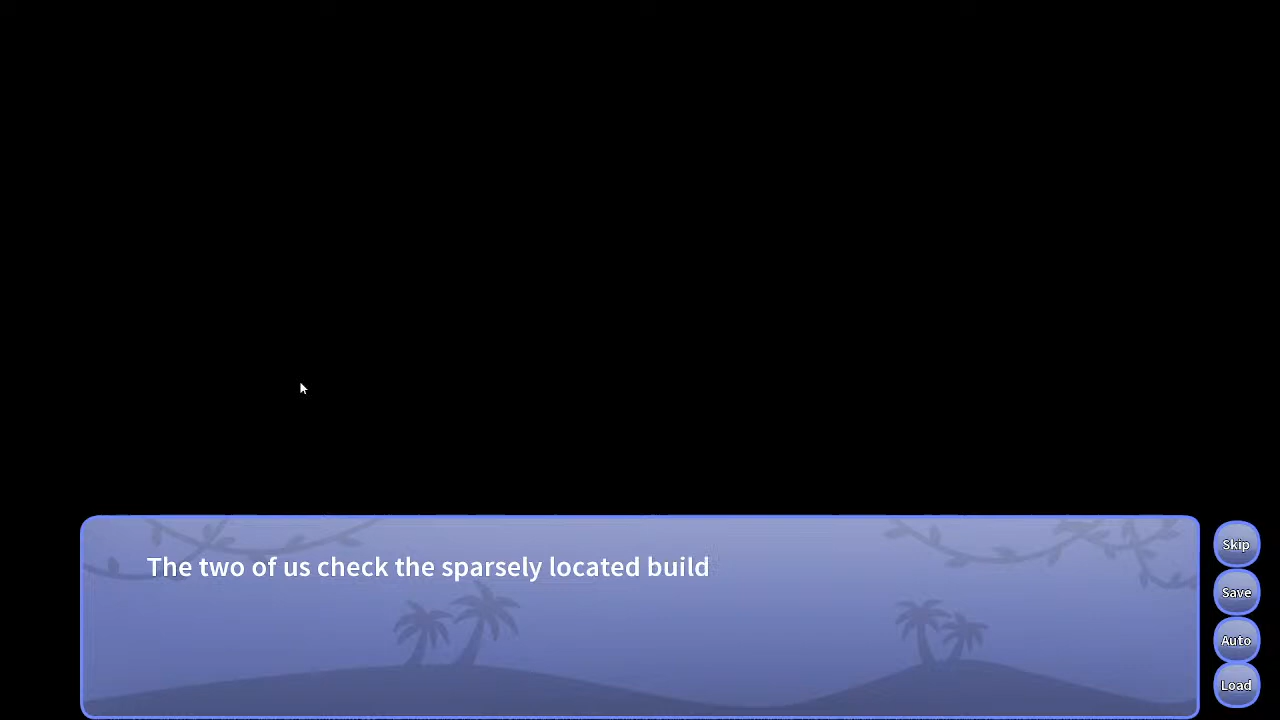 The two of us check the sparsely located build
Skip
Save
Auto
Load